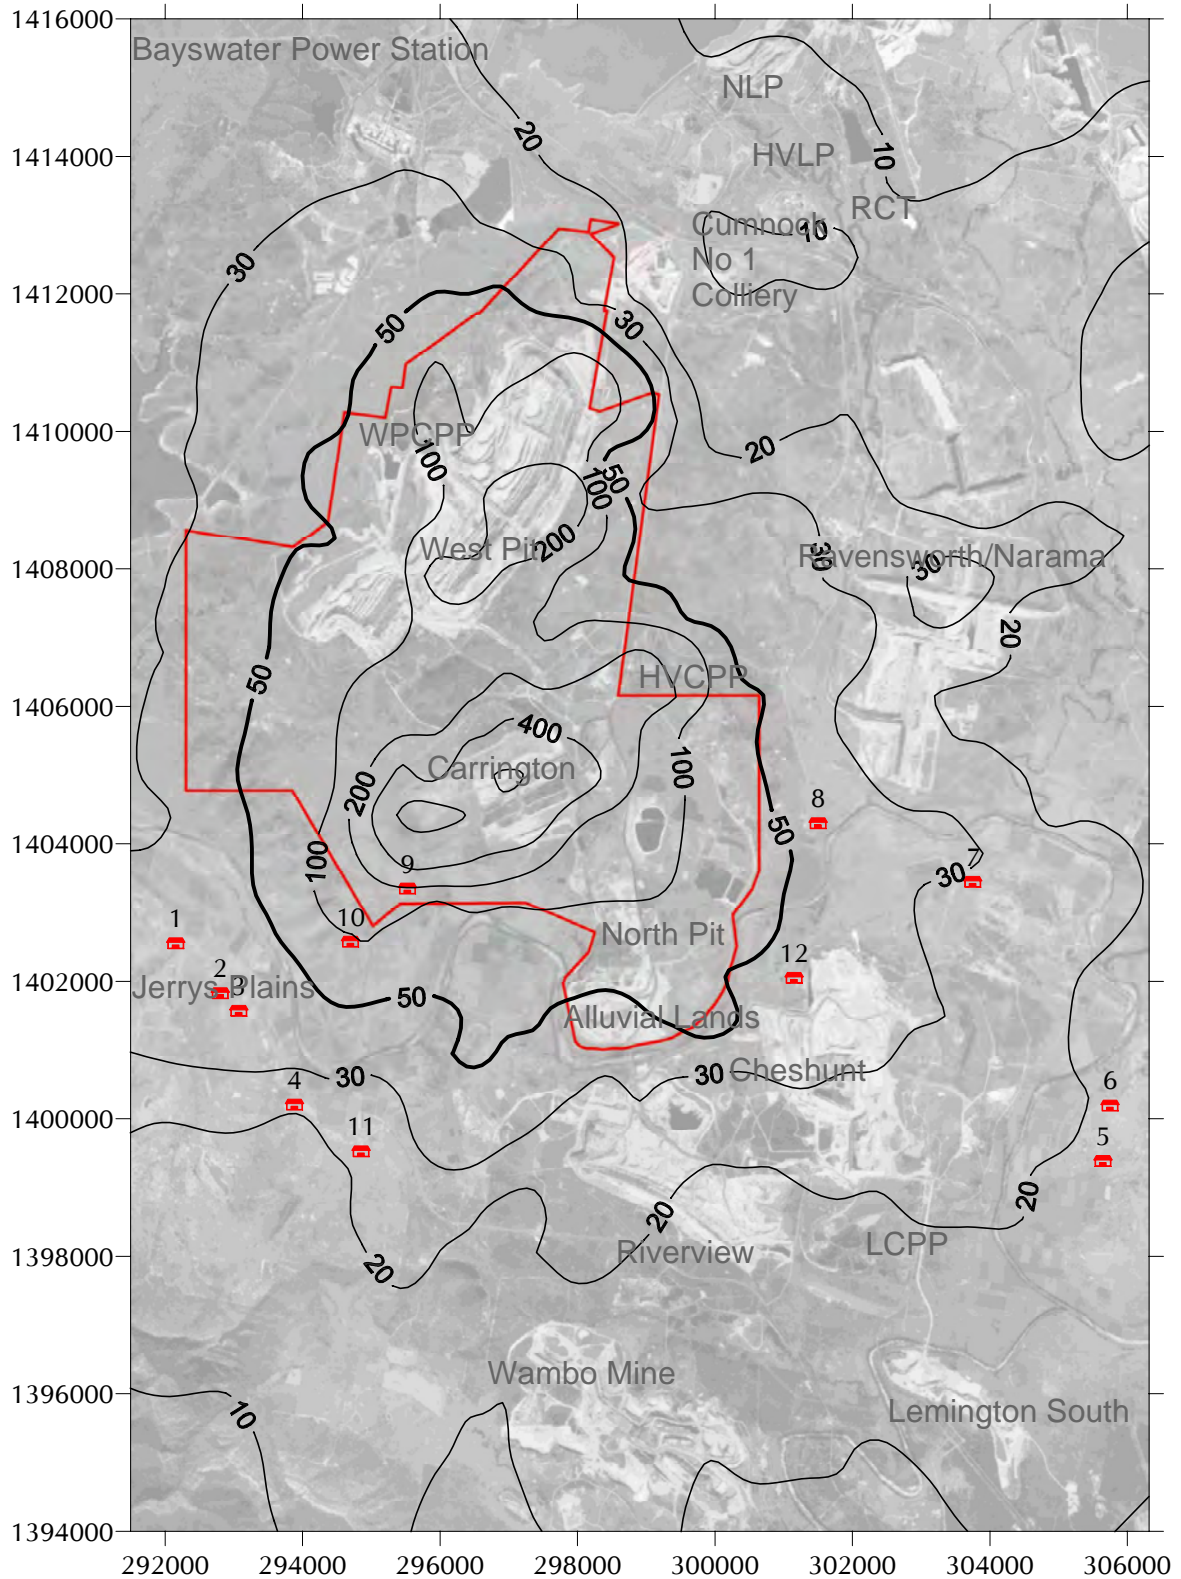 1416000
Bayswater Power Station
NLP
20
1414000
HVLP
10
RCT
Cumnock
10
No 1
30
Colliery
1412000
50
30
1410000
WPCPP
20
100
50
100
200
West Pit
30
Ravensworth/Narama
30
1408000
20
50
HVCPP
1406000
400
Carrington
100
200
8
50
1404000
100
9
7
30
1
10
North Pit
12
2
3
Jerrys Plains
1402000
50
Alluvial Lands
30
30
Cheshunt
4
6
1400000
11
5
20
20
LCPP
Riverview
20
1398000
Wambo Mine
1396000
10
Lemington South
1394000
292000 294000 296000 298000 300000 302000 304000 306000